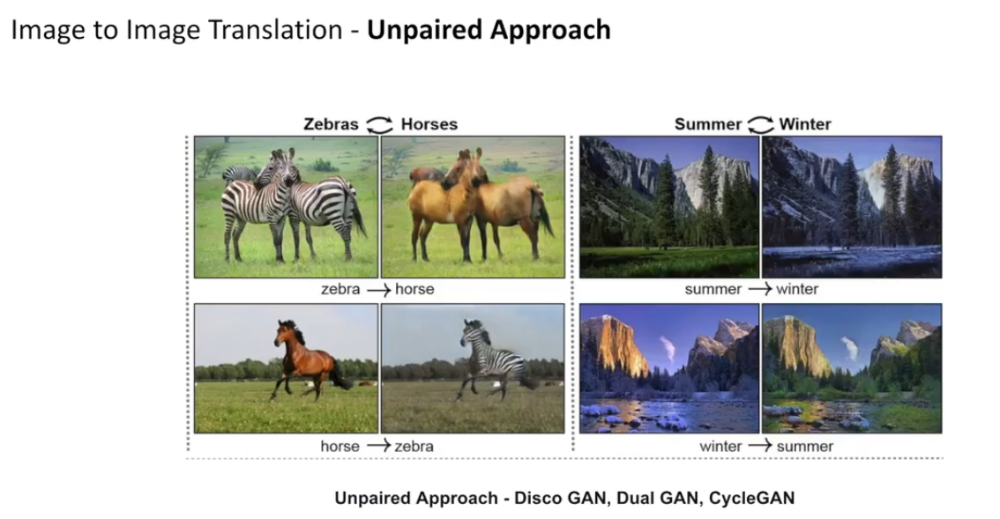 Image to Image Translation - Unpaired Approach
Zebras Horses
Summer Winter
zebra → horse
summer → winter
horse → zebra
winter → summer
Unpaired Approach - Disco GAN, Dual GAN, CycleGAN